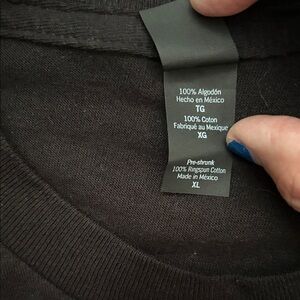 100% Algodón
Hecho en México
TG
100% Coton
Fabriqué au Mexique
XG
Pre-shrunk
100% Ringspun Cotton
Made in México
XL